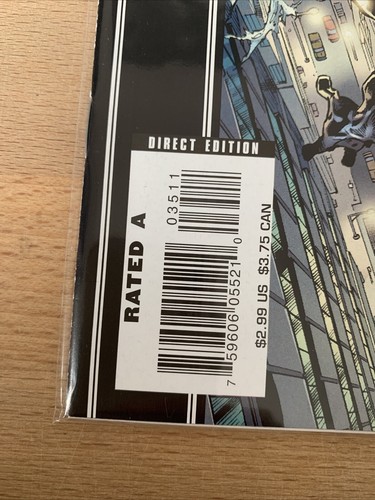 DIRECT EDITION
RATED A
03511
7 59606 05521 0
$2.99 US $3.75 CAN